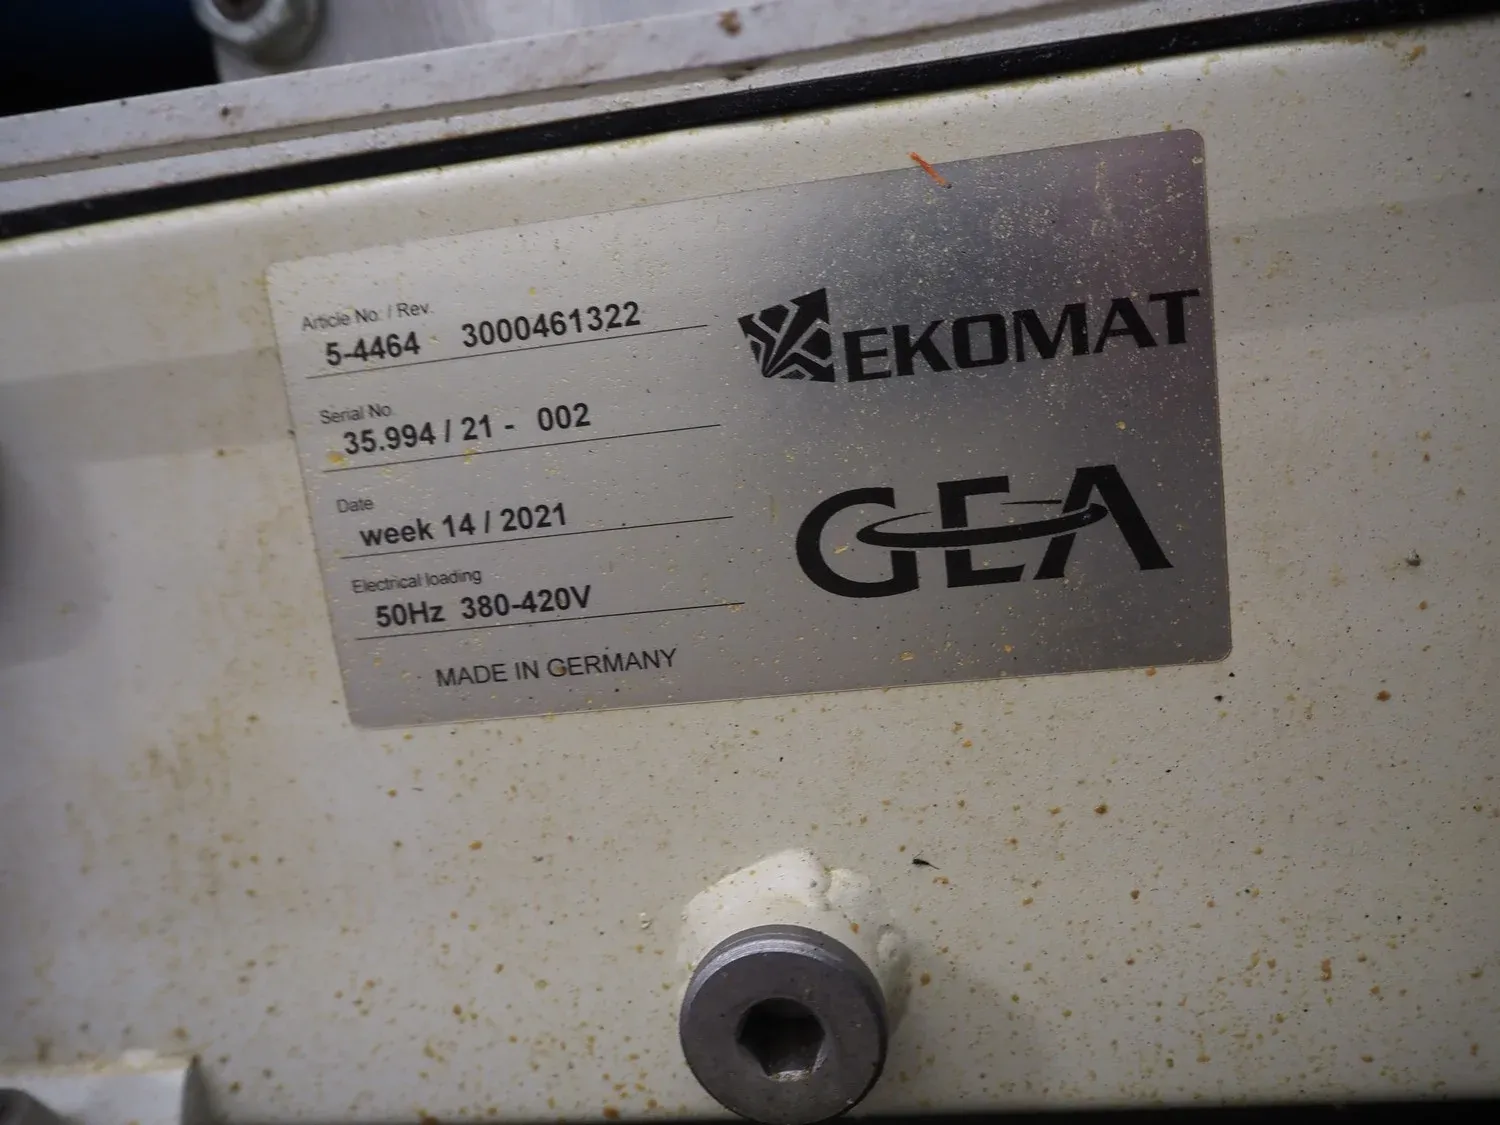 Article No. / Rev.
5-4464 3000461322
Serial No.
35.994 / 21 - 002
Date
week 14 / 2021
Electrical loading
50Hz 380-420V
MADE IN GERMANY
EKOMAT
GEA